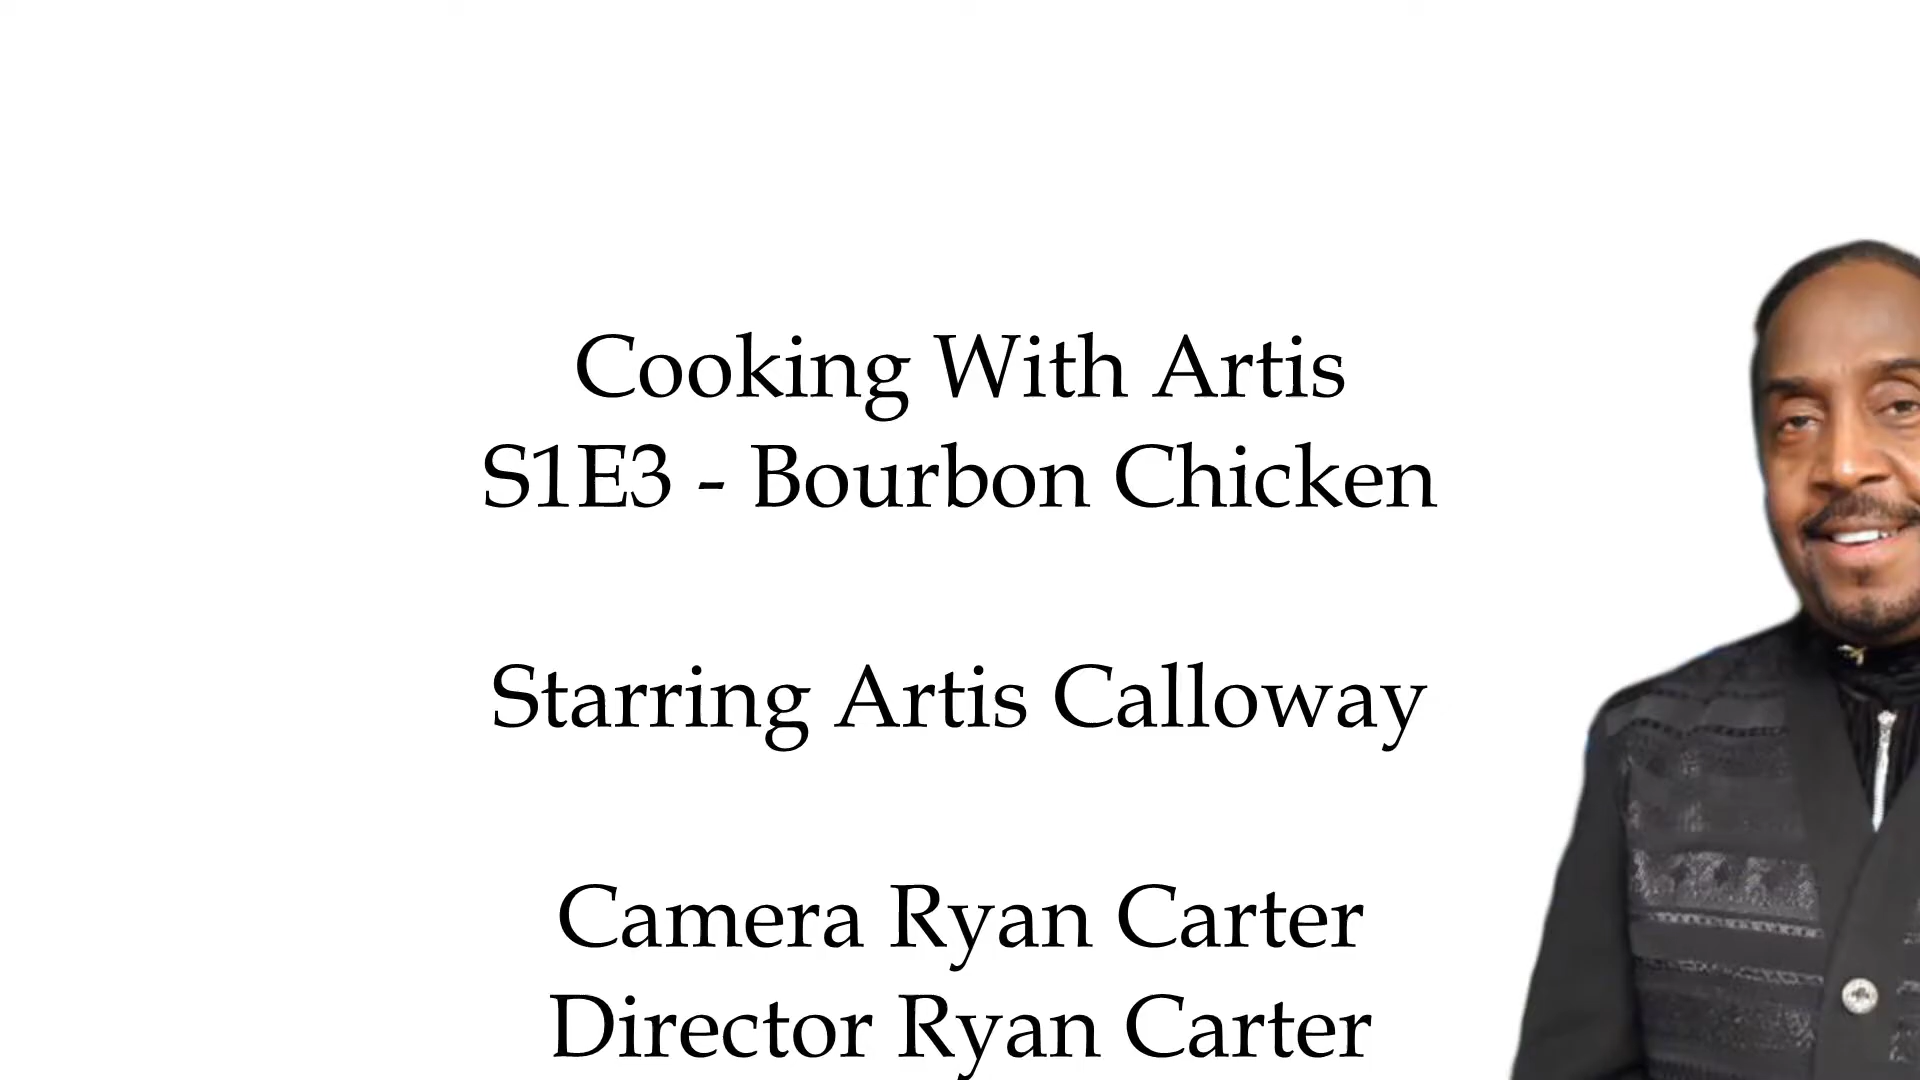 Cooking With Artis
S1E3 - Bourbon Chicken
Starring Artis Calloway
Camera Ryan Carter
Director Ryan Carter